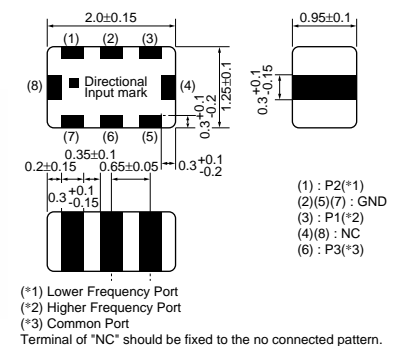 2.0±0.15
0.95±0.1
(1) (2) (3)
(8) Directional Input mark (4)
(7) (6) (5)
1.25±0.1
0.3 +0.1 -0.2
0.3 +0.1 -0.15
0.35±0.1
0.2±0.15 0.65±0.05 0.3 +0.1 -0.2
0.3 +0.1 -0.15
(1) : P2(*1)
(2)(5)(7) : GND
(3) : P1(*2)
(4)(8) : NC
(6) : P3(*3)
(*1) Lower Frequency Port
(*2) Higher Frequency Port
(*3) Common Port
Terminal of "NC" should be fixed to the no connected pattern.